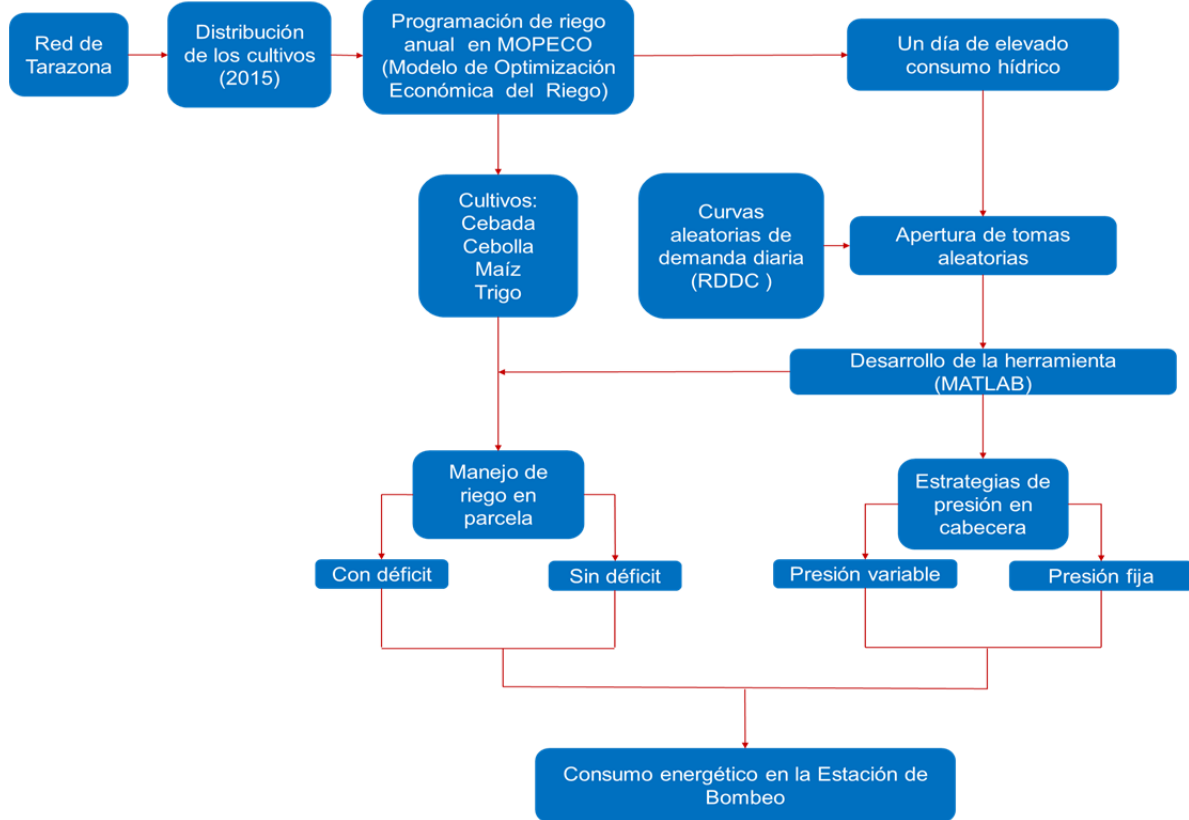 Red de
Tarazona
Distribución
de los cultivos
(2015)
Programación de riego
anual en MOPECO
(Modelo de Optimización
Económica del Riego)
Un día de elevado
consumo hídrico
Cultivos:
Cebada
Cebolla
Maíz
Trigo
Curvas
aleatorias de
demanda diaria
(RDDC )
Apertura de tomas
aleatorias
Desarrollo de la herramienta
(MATLAB)
Manejo de
riego en
parcela
Estrategias de
presión en
cabecera
Con déficit
Sin déficit
Presión variable
Presión fija
Consumo energético en la Estación de
Bombeo